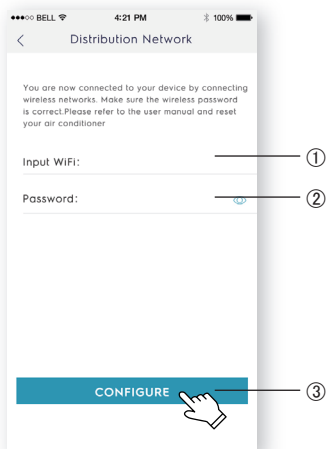 BELL 4:21 PM 100%
Distribution Network
You are now connected to your device by connecting
wireless networks. Make sure the wireless password
is correct.Please refer to the user manual and reset
your air conditioner
Input WiFi: ①
Password: ②
CONFIGURE ③